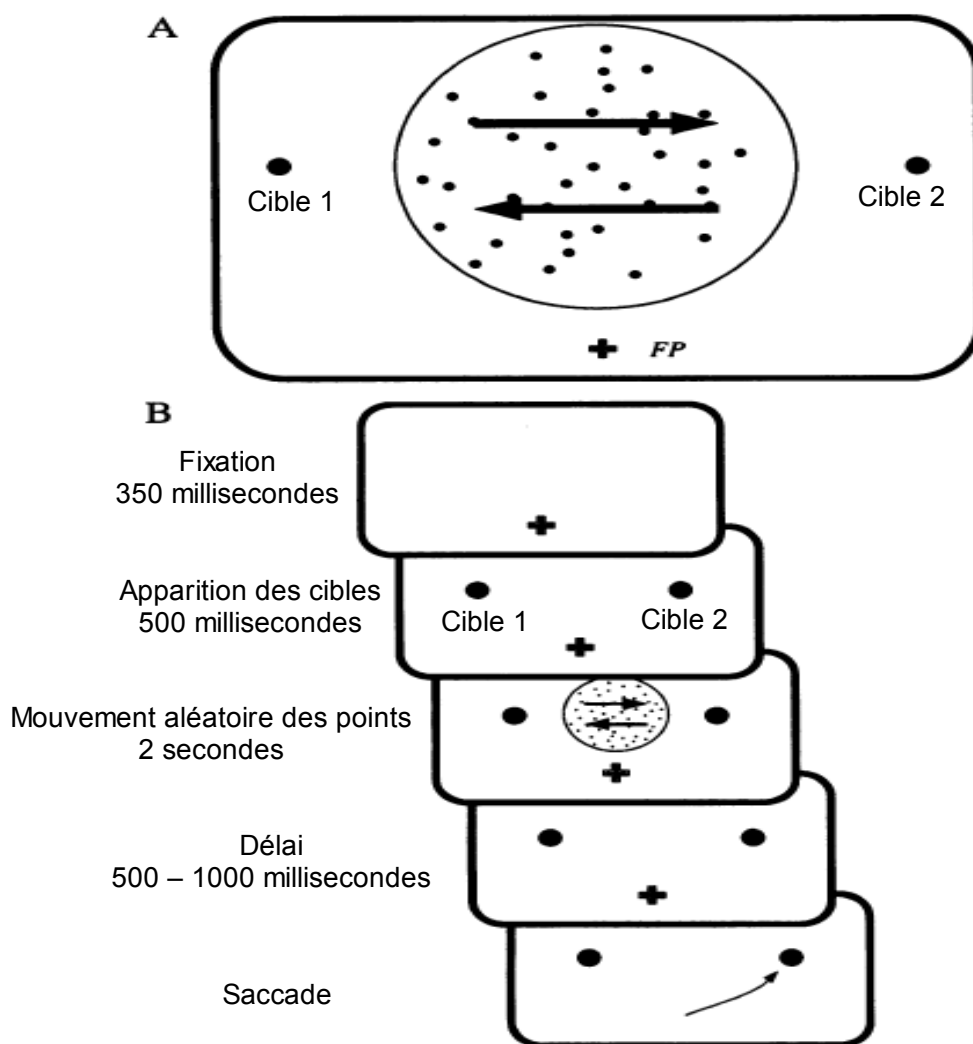 A
Cible 1
Cible 2
FP
B
Fixation
350 millisecondes
Apparition des cibles
500 millisecondes
Cible 1
Cible 2
Mouvement aléatoire des points
2 secondes
Délai
500 – 1000 millisecondes
Saccade